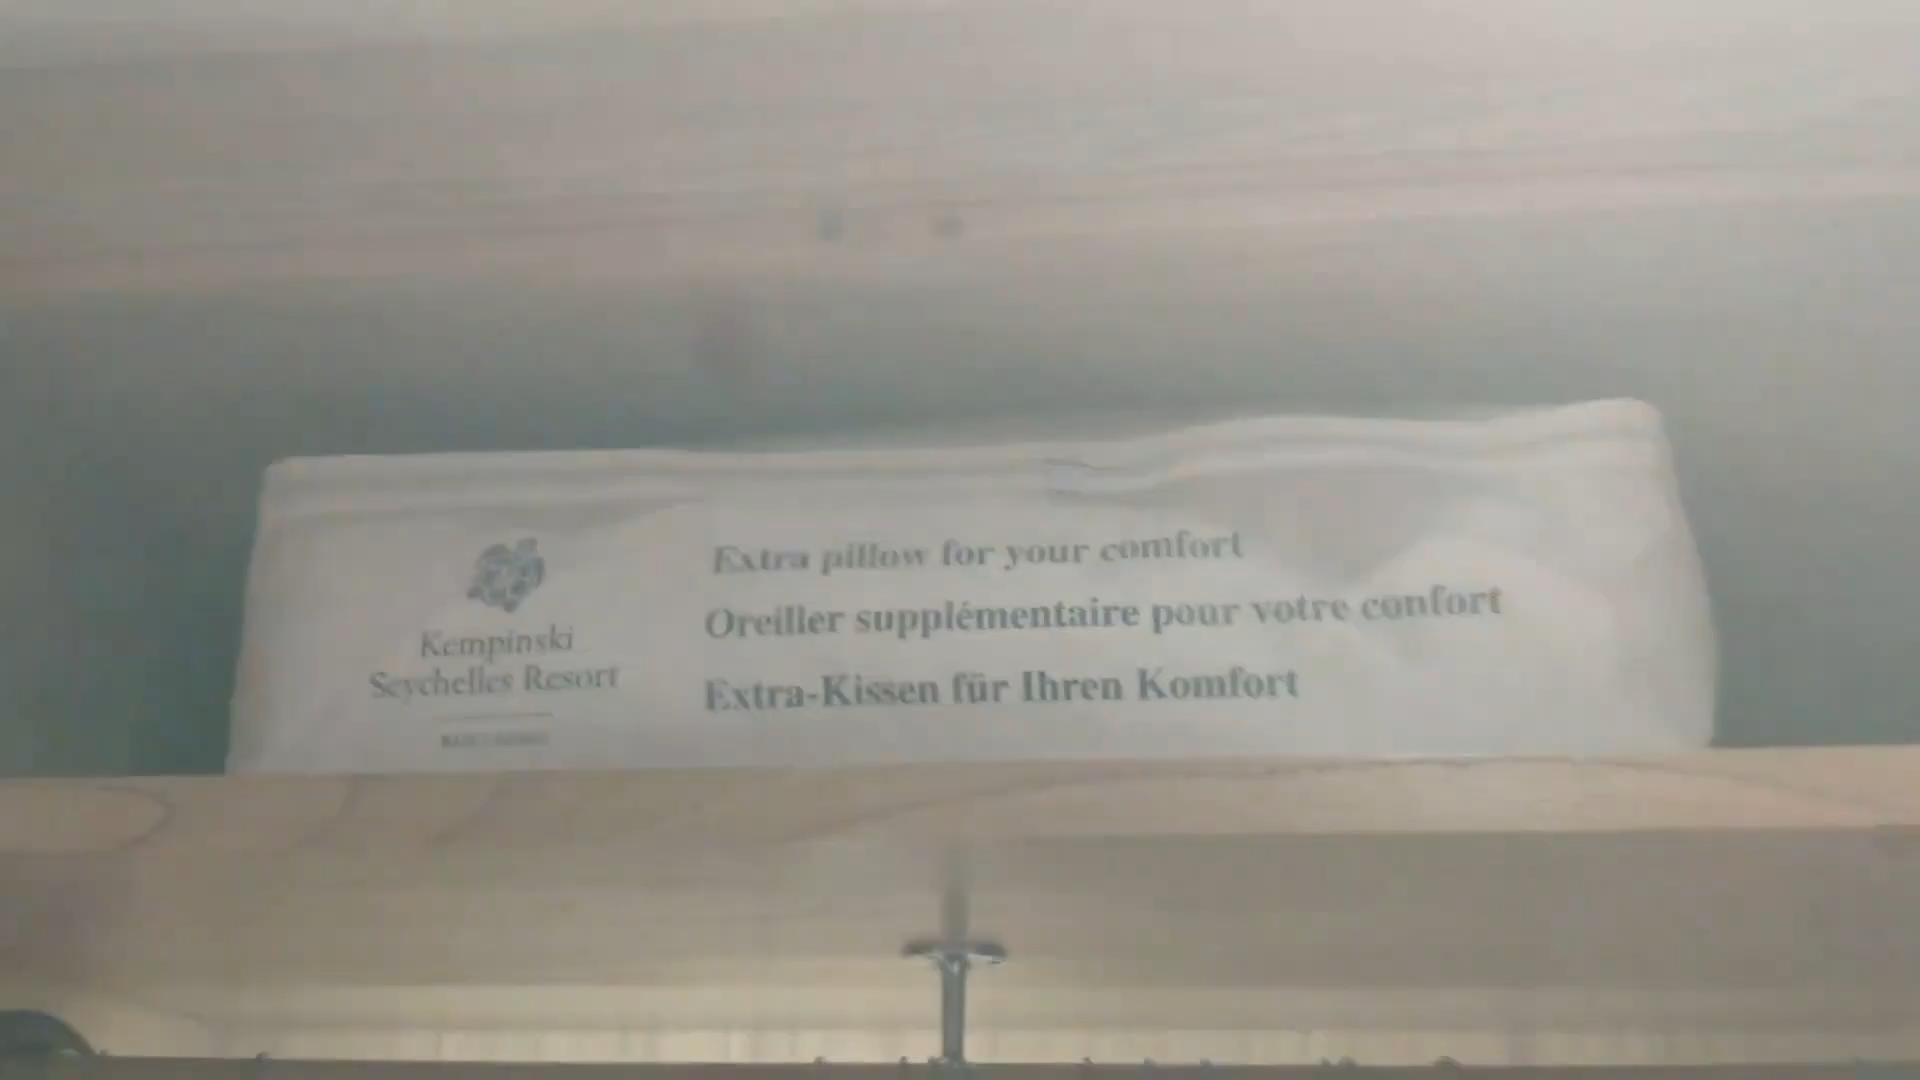 Kempinski
Seychelles Resort
Extra pillow for your comfort
Oreiller supplémentaire pour votre confort
Extra-Kissen für Ihren Komfort